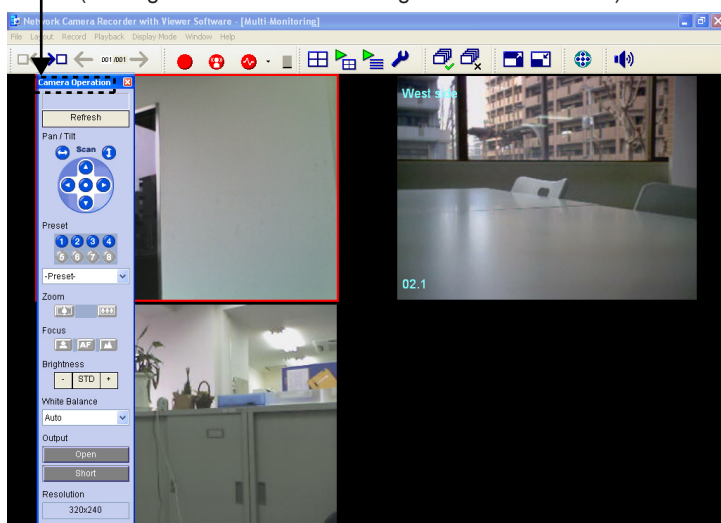 Network Camera Recorder with Viewer Software - [Multi-Monitoring]
File Layout Record Playback Display Mode Window Help
001 /001
Camera Operation
Refresh
Pan / Tilt
Scan
Preset
1 2 3 4
5 6 7 8
-Preset-
Zoom
Focus
AF
Brightness
- STD +
White Balance
Auto
Output
Open
Short
Resolution
320x240
West side
02.1